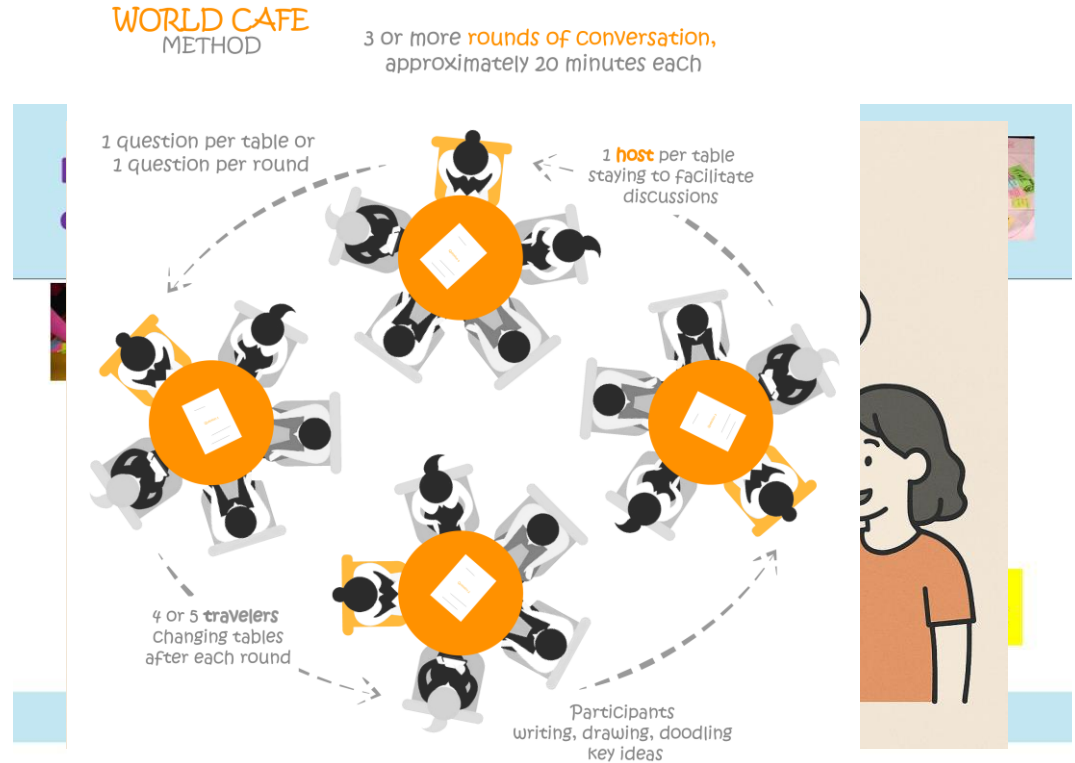 WORLD CAFE
METHOD
3 or more rounds of conversation,
approximately 20 minutes each
1 question per table or
1 question per round
1 host per table
staying to facilitate
discussions
4 or 5 travelers
changing tables
after each round
Participants
writing, drawing, doodling
key ideas